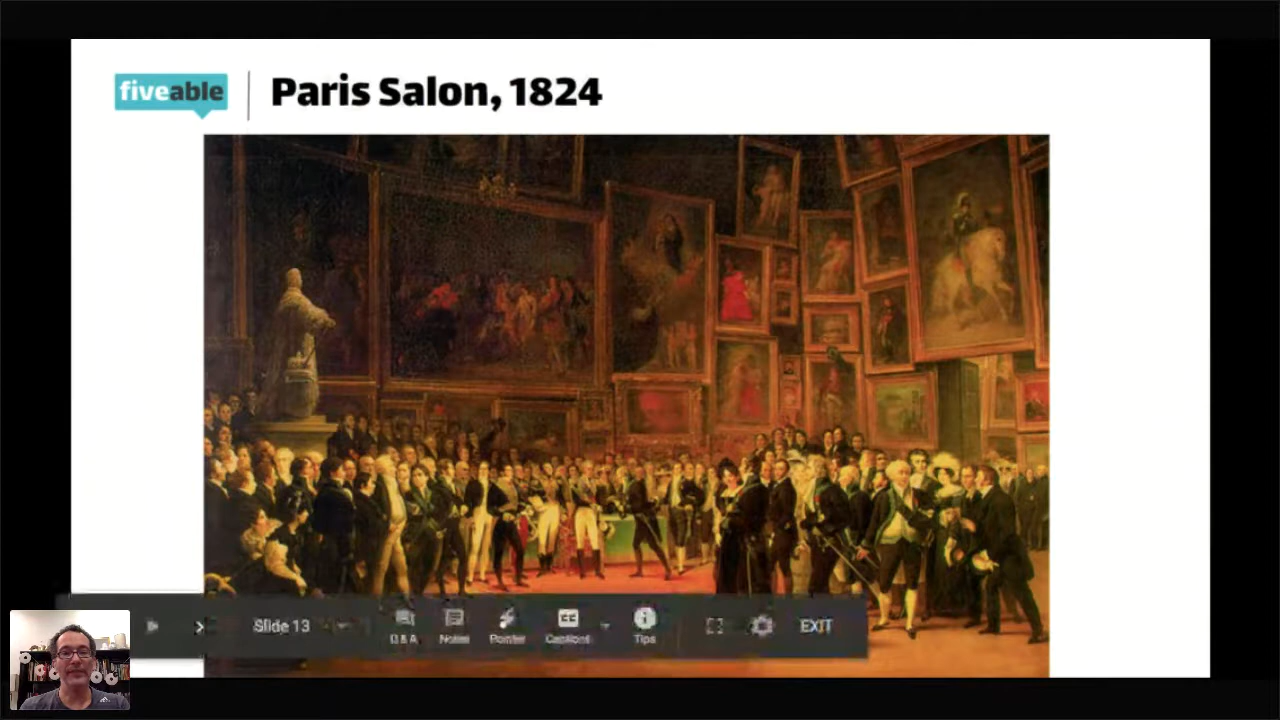 fiveable
Paris Salon, 1824
Slide 13
Q & A
Notes
Pointer
Captions
Tips
EXIT